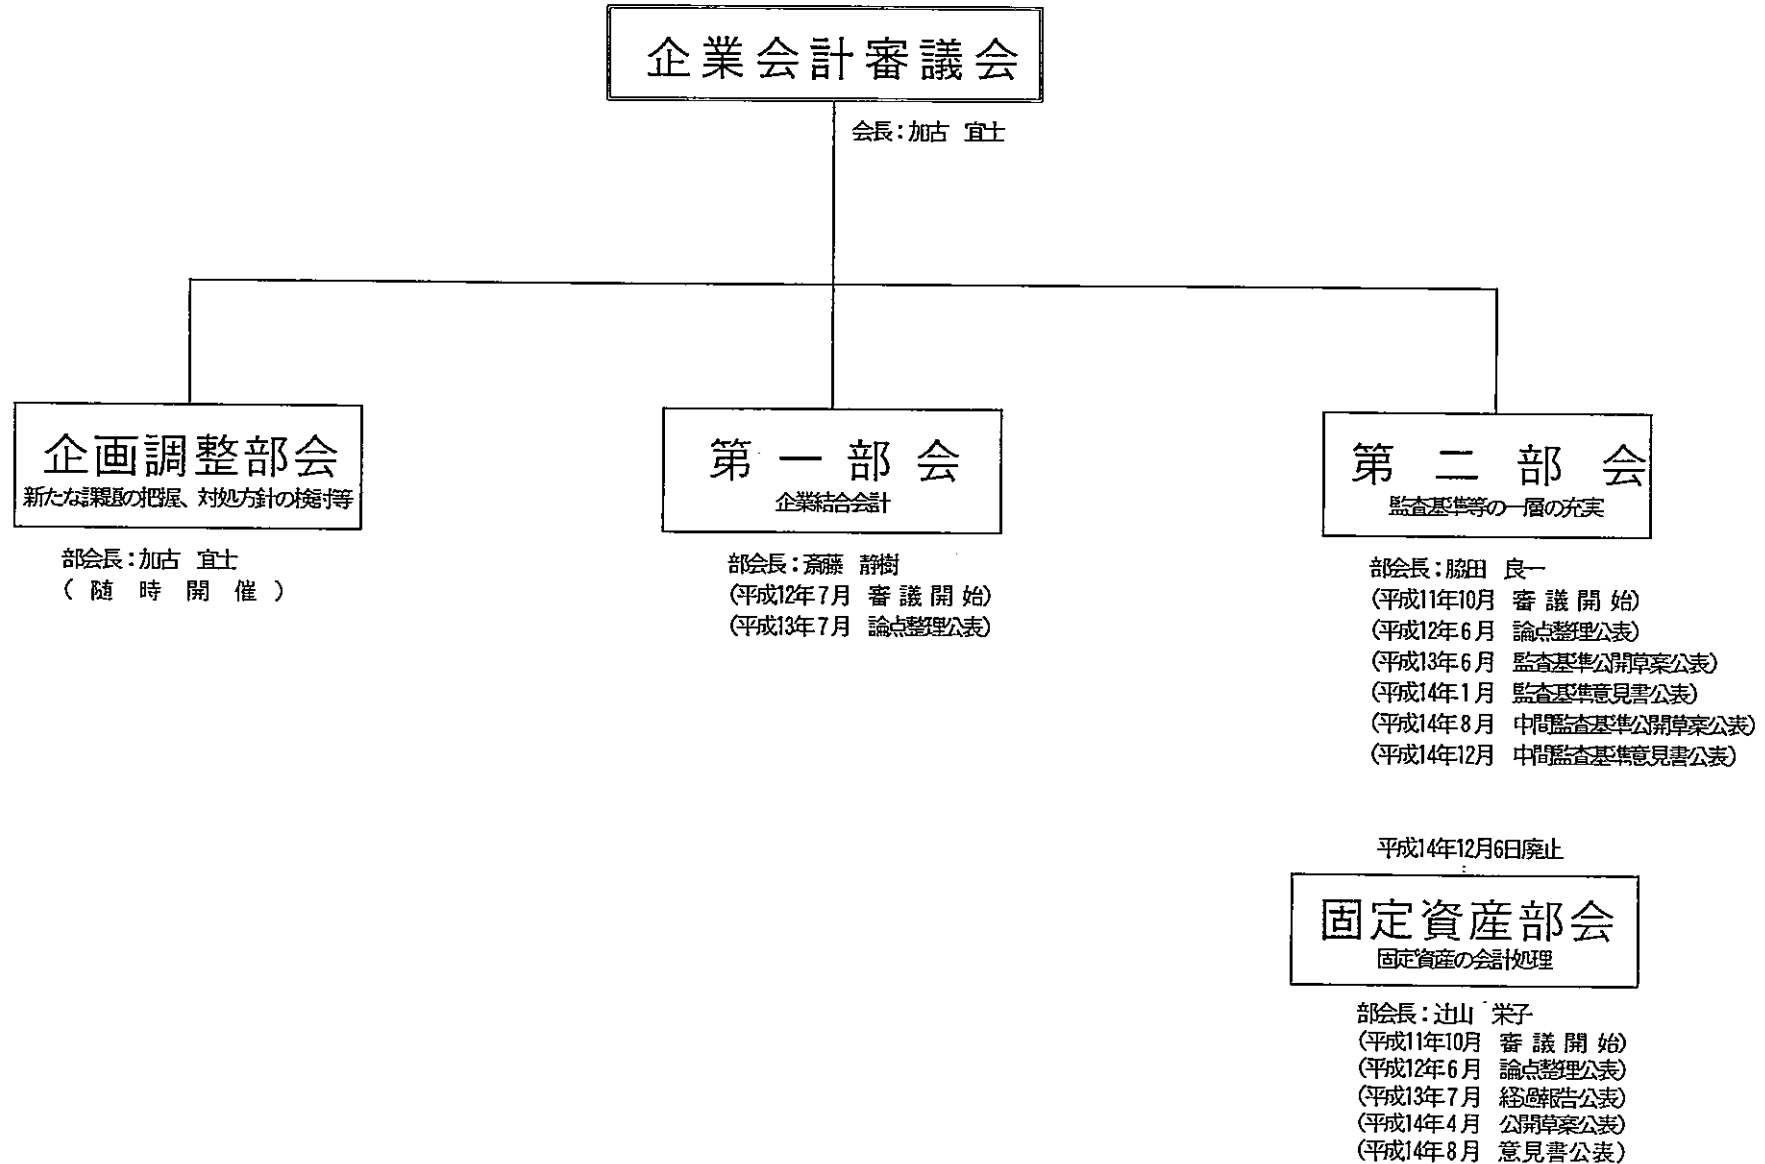 企業会計審議会
会長：加古 宜士
企画調整部会
新たな課題の把握、対処方針の検討等
部会長：加古 宜士
（ 随 時 開 催 ）
第 一 部 会
企業結合会計
部会長：斎藤 静樹
（平成12年７月 審 議 開 始）
（平成13年７月 論点整理公表）
第 二 部 会
監査基準等の一層の充実
部会長：脇田 良一
（平成11年10月 審 議 開 始）
（平成12年６月 論点整理公表）
（平成13年６月 監査基準公開草案公表）
（平成14年１月 監査基準意見書公表）
（平成14年８月 中間監査基準公開草案公表）
（平成14年12月 中間監査基準意見書公表）
平成14年12月6日廃止
固定資産部会
固定資産の会計処理
部会長：辻山 栄子
（平成11年10月 審 議 開 始）
（平成12年６月 論点整理公表）
（平成13年７月 経過報告公表）
（平成14年４月 公開草案公表）
（平成14年８月 意見書公表）